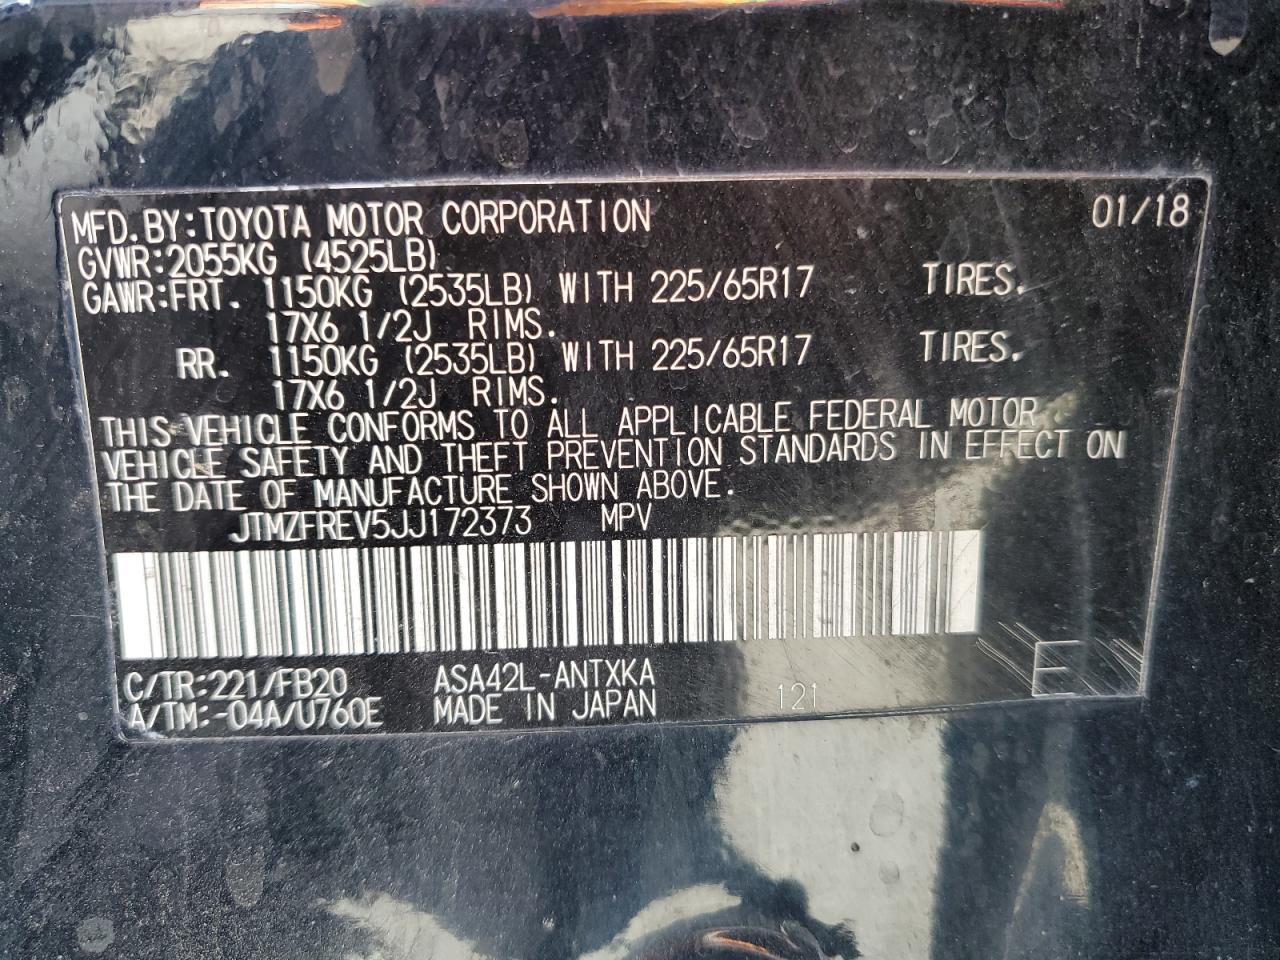 MFD.BY:TOYOTA MOTOR CORPORATION 01/18
GVWR:2055KG (4525LB)
GAWR:FRT. 1150KG (2535LB) WITH 225/65R17 TIRES.
17X6 1/2J RIMS.
RR. 1150KG (2535LB) WITH 225/65R17 TIRES.
17X6 1/2J RIMS.
THIS VEHICLE CONFORMS TO ALL APPLICABLE FEDERAL MOTOR
VEHICLE SAFETY AND THEFT PREVENTION STANDARDS IN EFFECT ON
THE DATE OF MANUFACTURE SHOWN ABOVE.
JTMZFREV5JJ172373 MPV
C/TR:221/FB20 ASA42L-ANTXKA
A/TM:-04A/U760E MADE IN JAPAN 121 E